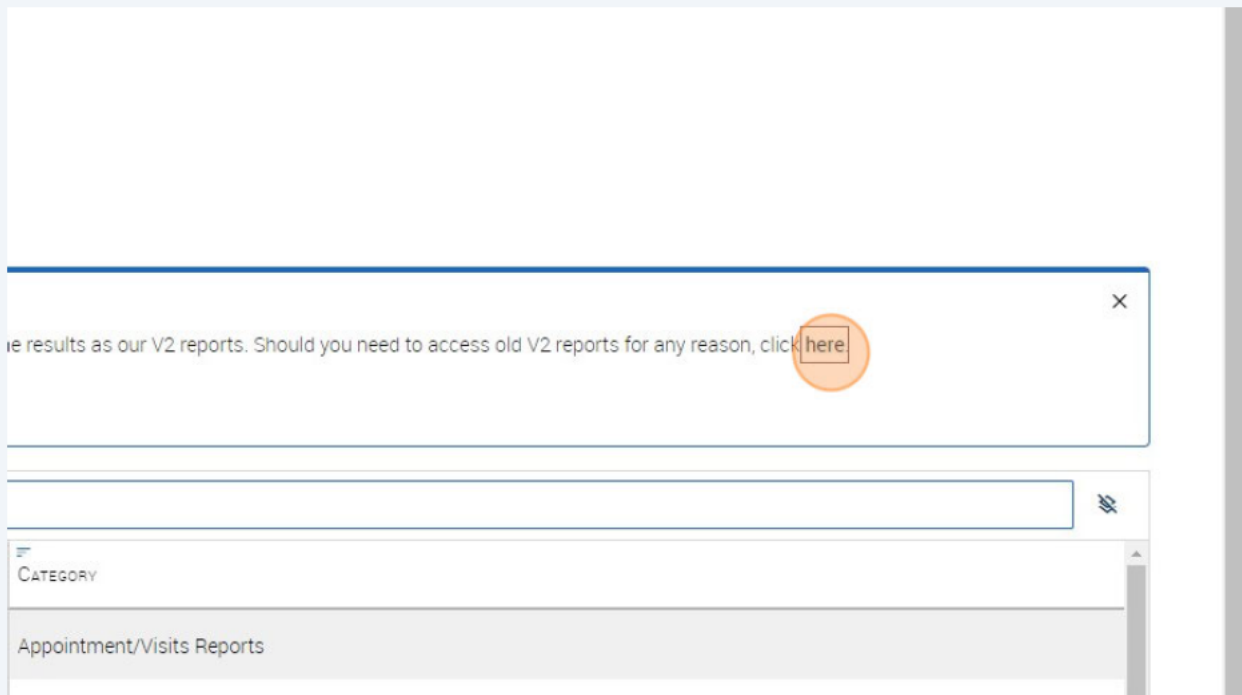 results as our V2 reports. Should you need to access old V2 reports for any reason, click here.
CATEGORY
Appointment/Visits Reports